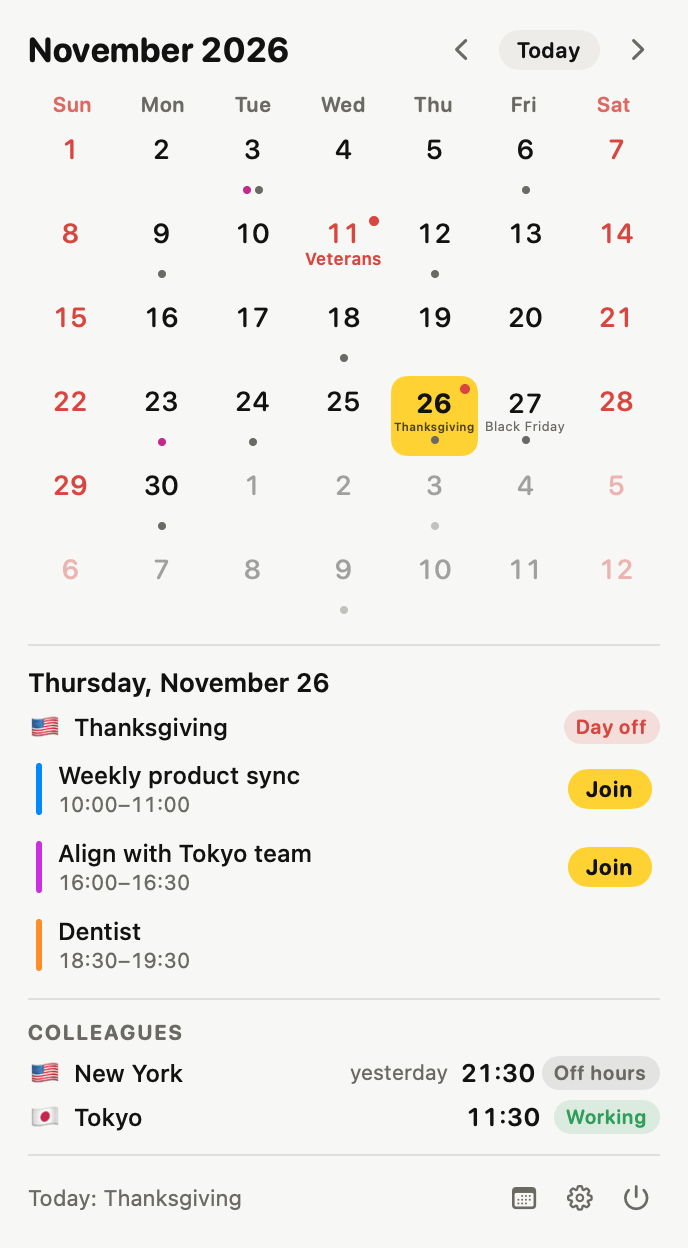 November 2026
Today
Sun Mon Tue Wed Thu Fri Sat
1 2 3 4 5 6 7
8 9 10 11 12 13 14
Veterans
15 16 17 18 19 20 21
22 23 24 25 26 27 28
Thanksgiving Black Friday
29 30 1 2 3 4 5
6 7 8 9 10 11 12
Thursday, November 26
Thanksgiving Day off
Weekly product sync
10:00–11:00 Join
Align with Tokyo team
16:00–16:30 Join
Dentist
18:30–19:30
COLLEAGUES
New York yesterday 21:30 Off hours
Tokyo 11:30 Working
Today: Thanksgiving